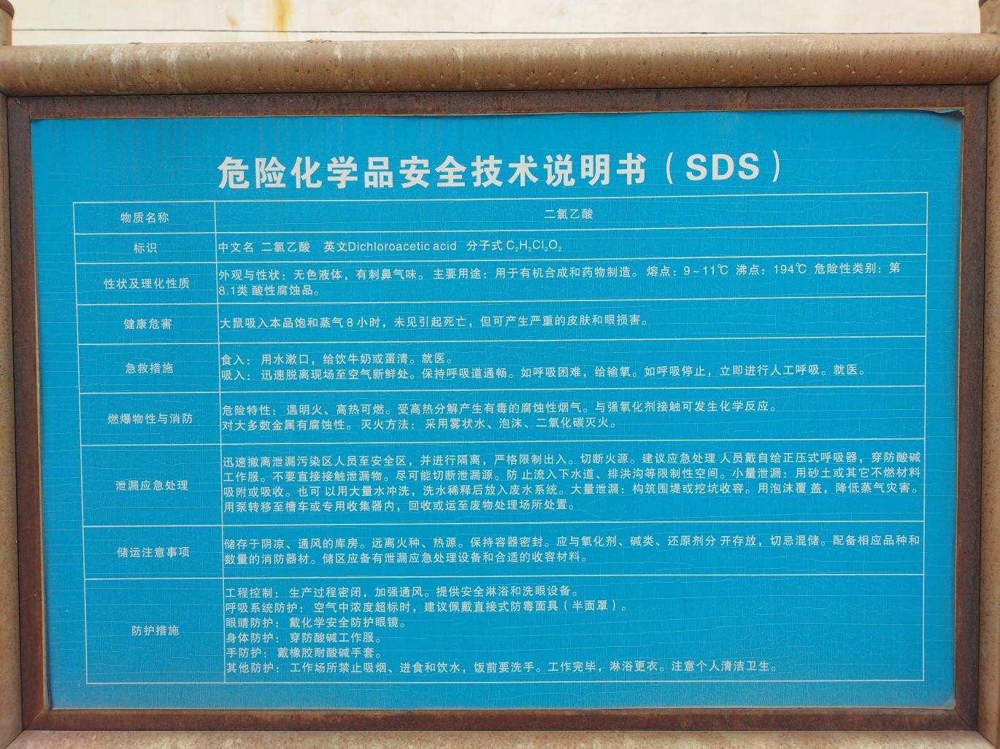 危险化学品安全技术说明书（SDS）
物质名称 二氯乙酸
标识 中文名 二氯乙酸 英文Dichloroacetic acid 分子式 C₂H₂Cl₂O₂
性状及理化性质 外观与性状：无色液体，有刺鼻气味。 主要用途：用于有机合成和药物制造。 熔点：9~11℃ 沸点：194℃ 危险性类别：第
8.1类 酸性腐蚀品。
健康危害 大鼠吸入本品饱和蒸气8小时，未见引起死亡，但可产生严重的皮肤和眼损害。
急救措施
食入： 用水漱口，给饮牛奶或蛋清。就医。
吸入： 迅速脱离现场至空气新鲜处。保持呼吸道通畅。如呼吸困难，给输氧。如呼吸停止，立即进行人工呼吸。就医。
燃爆物性与消防
危险特性： 遇明火、高热可燃。受高热分解产生有毒的腐蚀性烟气。与强氧化剂接触可发生化学反应。
对大多数金属有腐蚀性。 灭火方法： 采用雾状水、泡沫、二氧化碳灭火。
泄漏应急处理
迅速撤离泄漏污染区人员至安全区，并进行隔离，严格限制出入。切断火源。建议应急处理 人员戴自给正压式呼吸器，穿防酸碱
工作服。不要直接接触泄漏物。尽可能切断泄漏源。防 止流入下水道、排洪沟等限制性空间。小量泄漏：用砂土或其它不燃材料
吸附或吸收。也可 以用大量水冲洗，洗水稀释后放入废水系统。大量泄漏：构筑围堤或挖坑收容。用泡沫覆 盖，降低蒸气灾害。
用泵转移至槽车或专用收集器内，回收或运至废物处理场所处置。
储运注意事项
储存于阴凉、通风的库房。远离火种、热源。保持容器密封。应与氧化剂、碱类、还原剂分 开存放，切忌混储。配备相应品种和
数量的消防器材。储区应备有泄漏应急处理设备和合适的收容材料。
防护措施
工程控制： 生产过程密闭，加强通风。提供安全淋浴和洗眼设备。
呼吸系统防护： 空气中浓度超标时，建议佩戴直接式防毒面具（半面罩）。
眼睛防护： 戴化学安全防护眼镜。
身体防护： 穿防酸碱工作服。
手防护： 戴橡胶耐酸碱手套。
其他防护： 工作场所禁止吸烟、进食和饮水，饭前要洗手。工作完毕，淋浴更衣。注意个人清洁卫生。